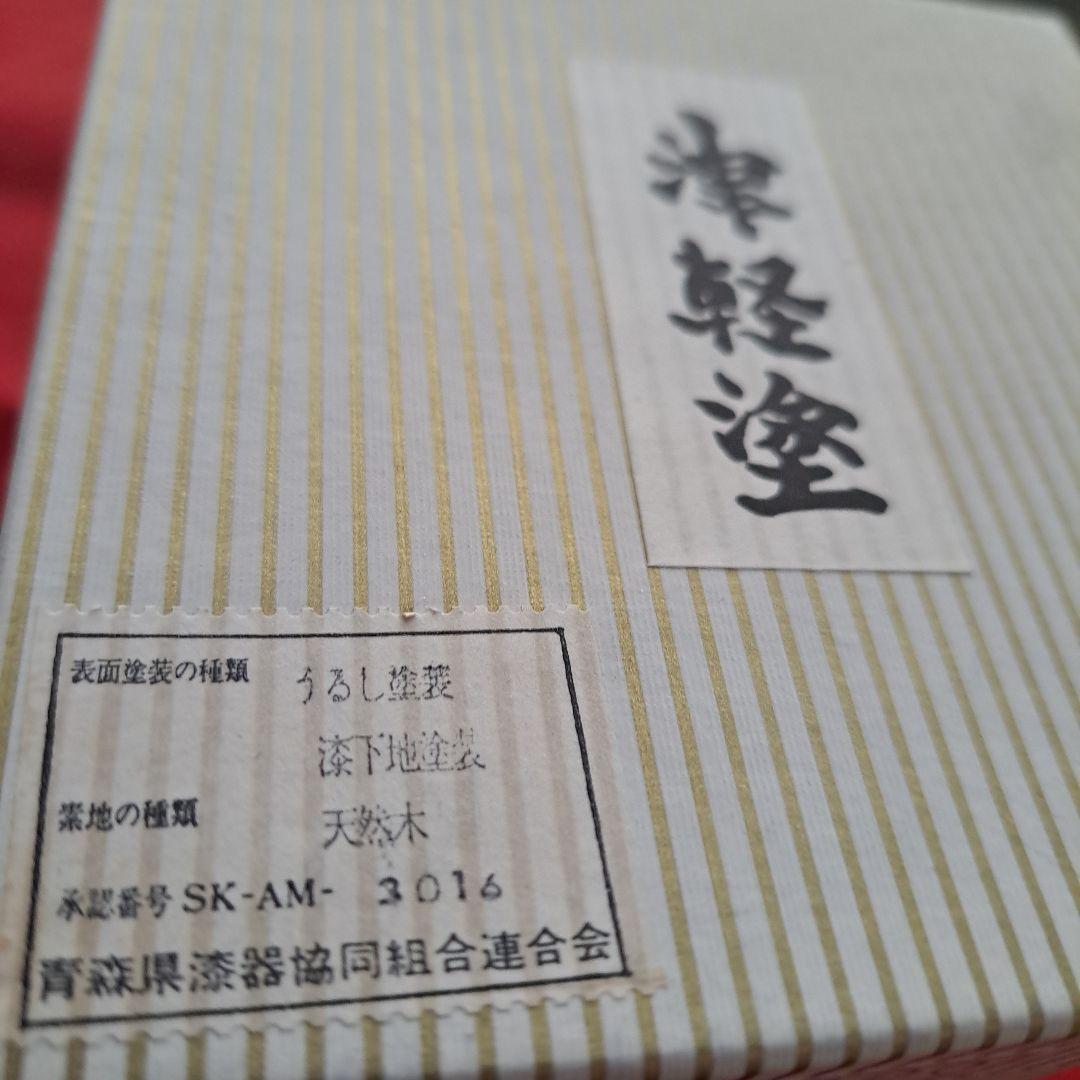 津軽塗
表面塗装の種類 うるし塗装
漆下地塗装
素地の種類 天然木
承認番号 SK-AM- 3016
青森県漆器協同組合連合会